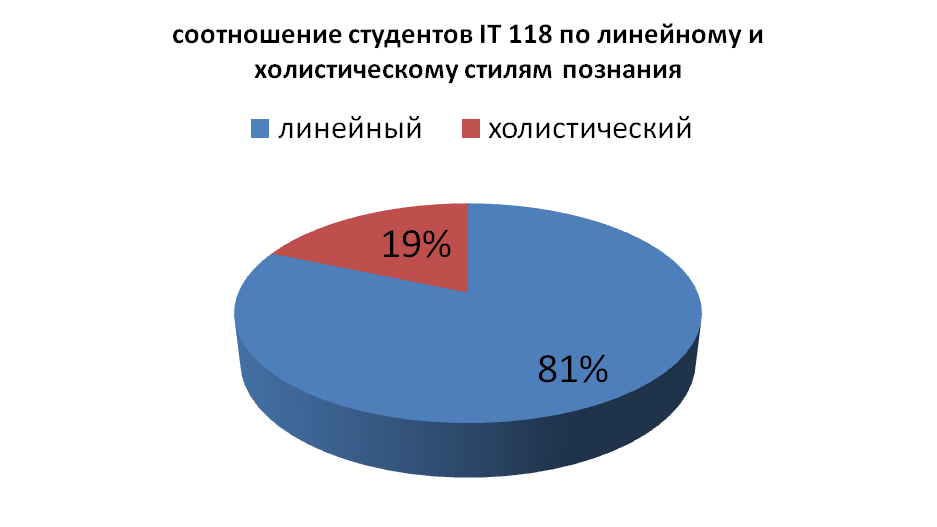 соотношение студентов IT 118 по линейному и
холистическому стилям познания
линейный холистический
19%
81%